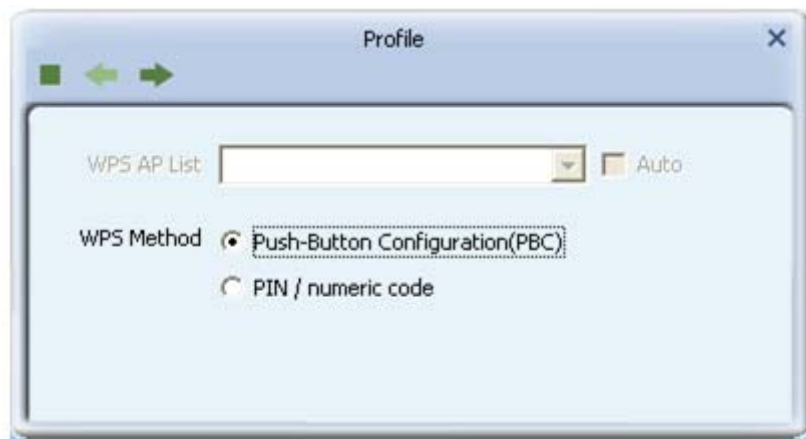 Profile
WPS AP List Auto
WPS Method Push-Button Configuration(PBC)
PIN / numeric code